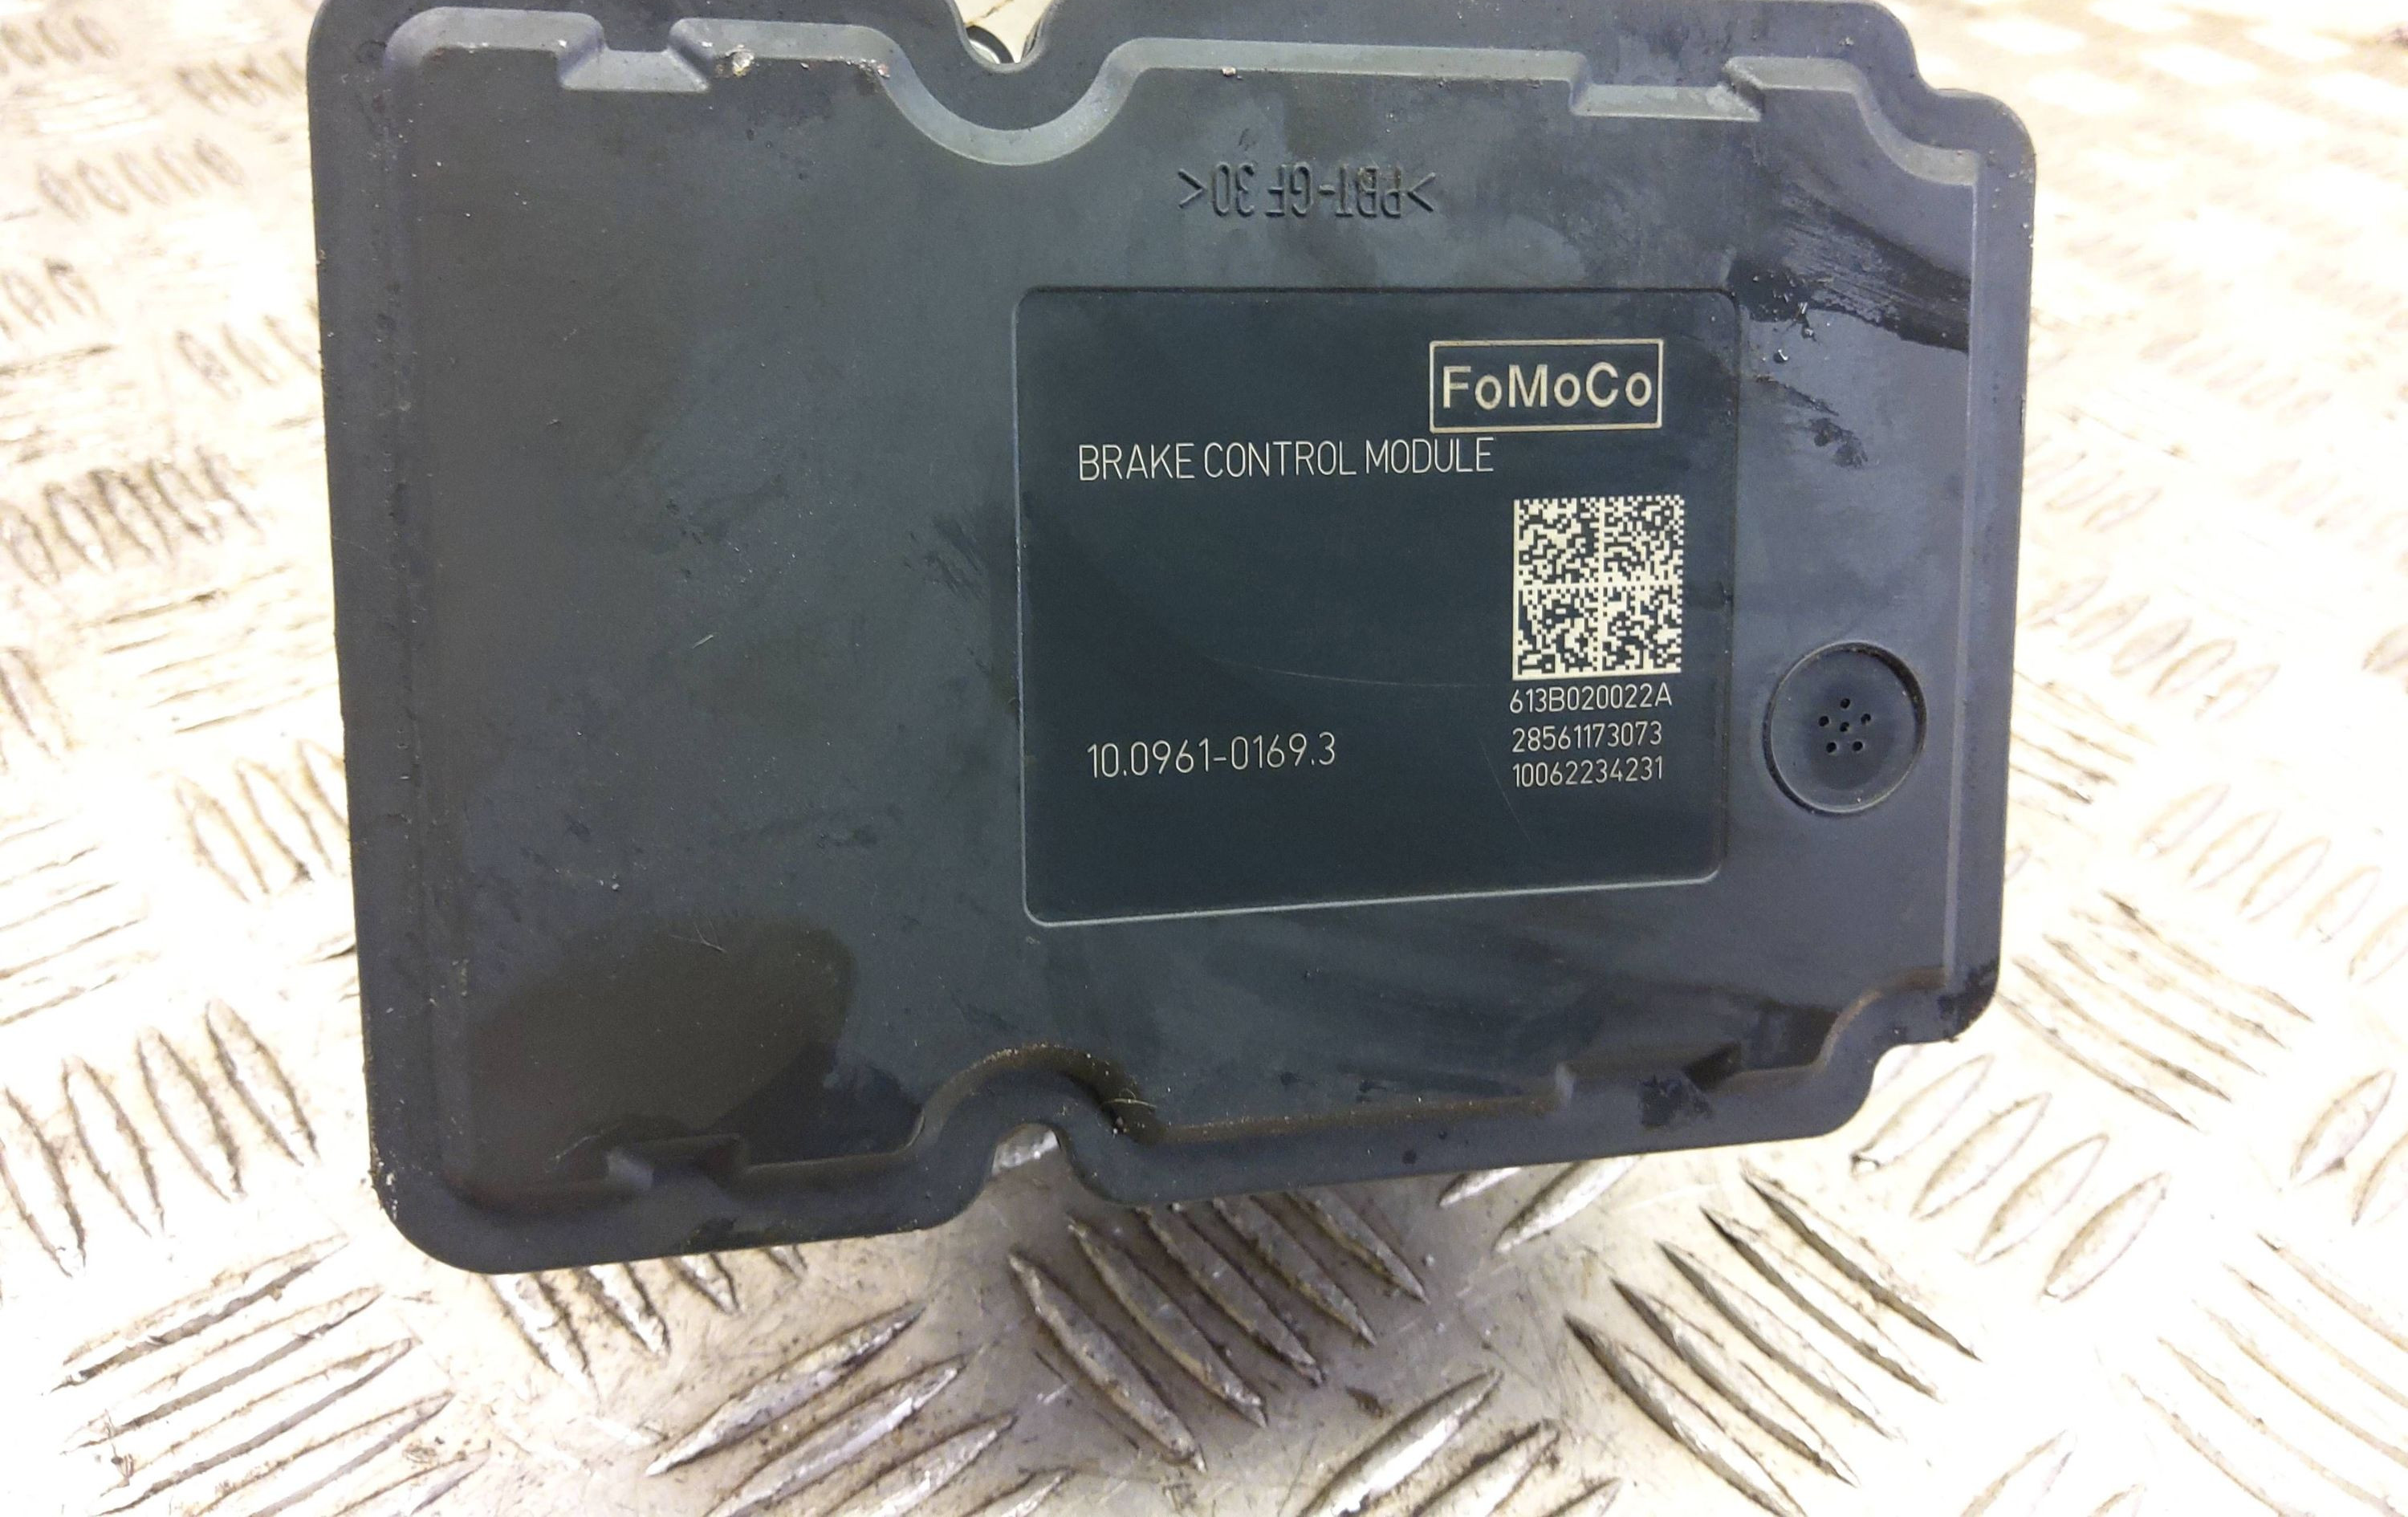 >PBT-GF 30<
FoMoCo
BRAKE CONTROL MODULE
613B020022A
28561173073
10062234231
10.0961-0169.3